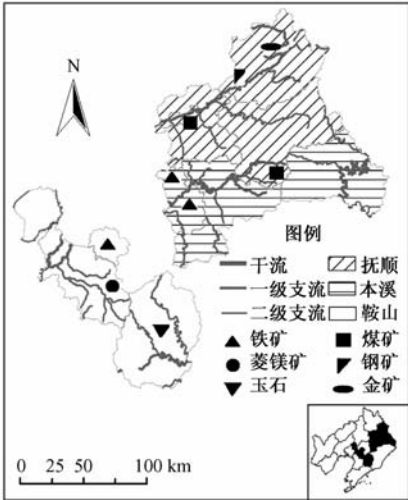 N
图例
干流 抚顺
一级支流 本溪
二级支流 鞍山
铁矿 煤矿
菱镁矿 钢矿
玉石 金矿
0 25 50 100 km